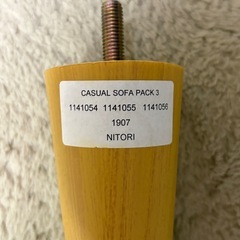 CASUAL SOFA PACK 3
1141054 1141055 1141056
1907
NITORI